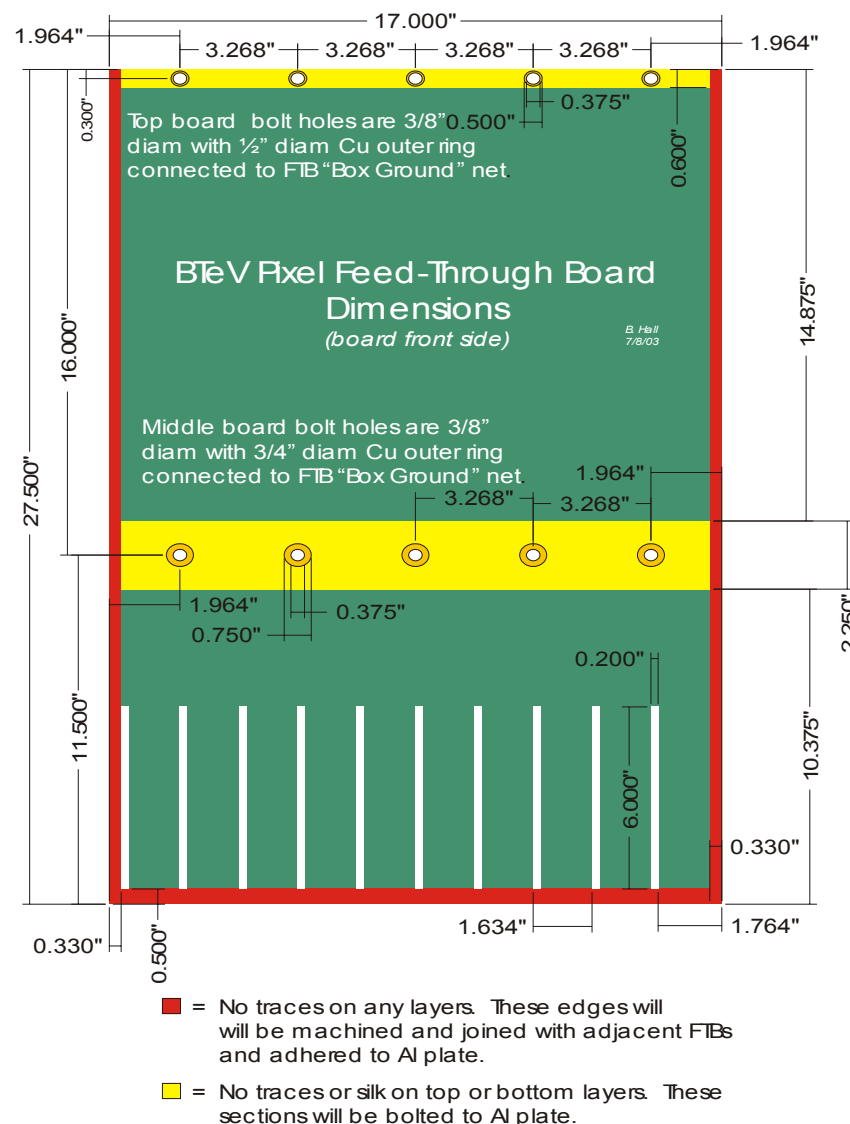 17.000"
1.964" 3.268" 3.268" 3.268" 3.268" 1.964"
0.300"
0.375"
0.500"
0.600"
Top board bolt holes are 3/8"
diam with ½" diam Cu outer ring
connected to FTB "Box Ground" net.
BTeV Pixel Feed-Through Board
Dimensions
(board front side)
B. Hall
7/8/03
16.000"
14.875"
27.500"
Middle board bolt holes are 3/8"
diam with 3/4" diam Cu outer ring
connected to FTB "Box Ground" net.
1.964"
3.268" 3.268"
1.964"
0.375"
0.750"
2.250"
0.200"
11.500"
6.000"
10.375"
0.330"
0.330"
0.500"
1.634"
1.764"
= No traces on any layers. These edges will
will be machined and joined with adjacent FTBs
and adhered to Al plate.
= No traces or silk on top or bottom layers. These
sections will be bolted to Al plate.